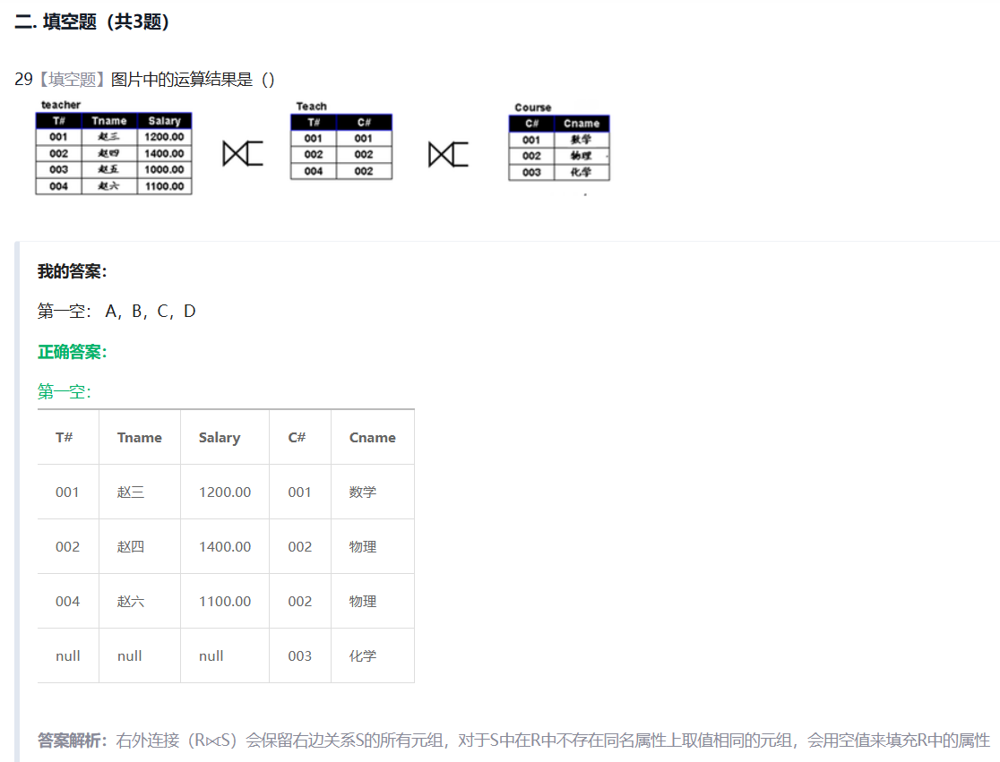 二. 填空题（共3题）
29【填空题】图片中的运算结果是（）
teacher
T# Tname Salary
001 赵三 1200.00
002 赵四 1400.00
003 赵五 1000.00
004 赵六 1100.00
Teach
T# C#
001 001
002 002
004 002
Course
C# Cname
001 数学
002 物理
003 化学
我的答案：
第一空： A，B，C，D
正确答案：
第一空：
T# Tname Salary C# Cname
001 赵三 1200.00 001 数学
002 赵四 1400.00 002 物理
004 赵六 1100.00 002 物理
null null null 003 化学
答案解析：右外连接（R⋈S）会保留右边关系S的所有元组，对于S中在R中不存在同名属性上取值相同的元组，会用空值来填充R中的属性